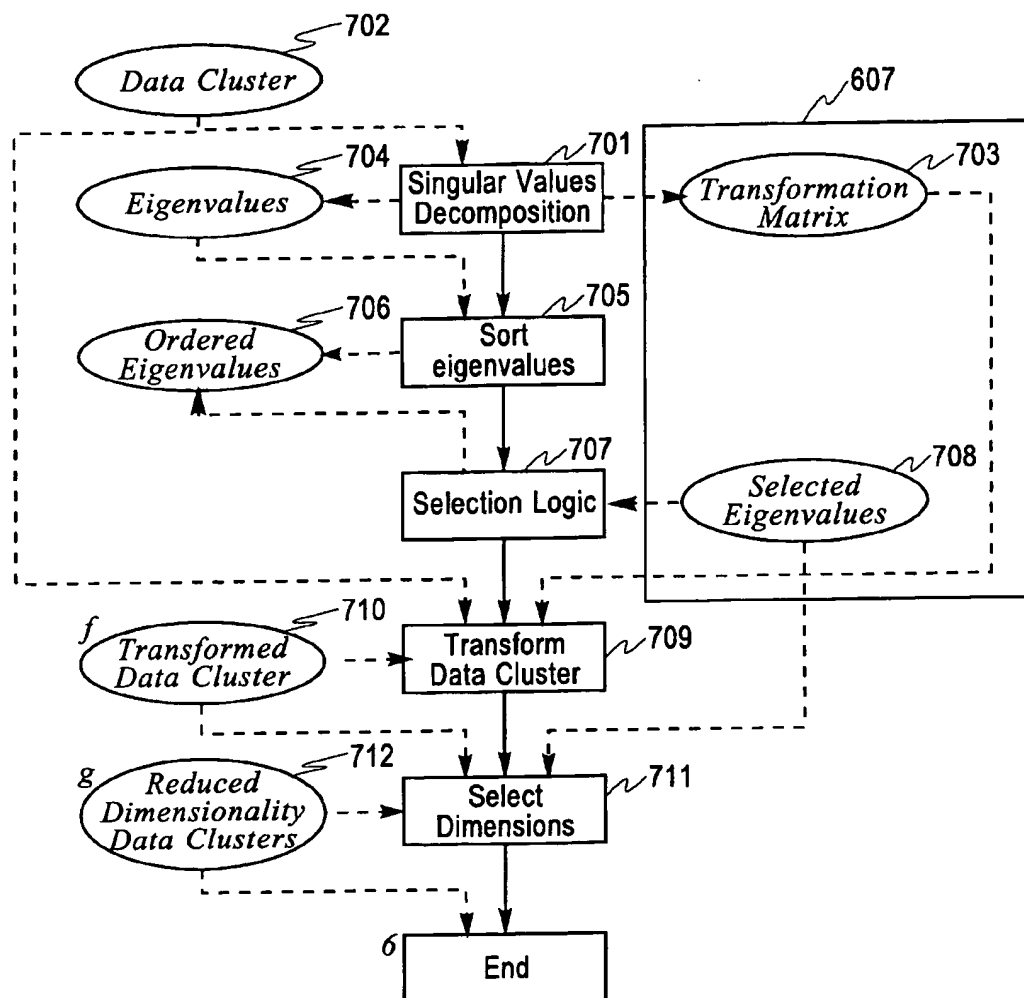 702
Data Cluster
607
704
701
703
Eigenvalues
Singular Values
Decomposition
Transformation
Matrix
706
705
Ordered
Eigenvalues
Sort
eigenvalues
707
708
Selection Logic
Selected
Eigenvalues
f
710
Transformed
Data Cluster
Transform
Data Cluster
709
g
712
Reduced
Dimensionality
Data Clusters
Select
Dimensions
711
6
End